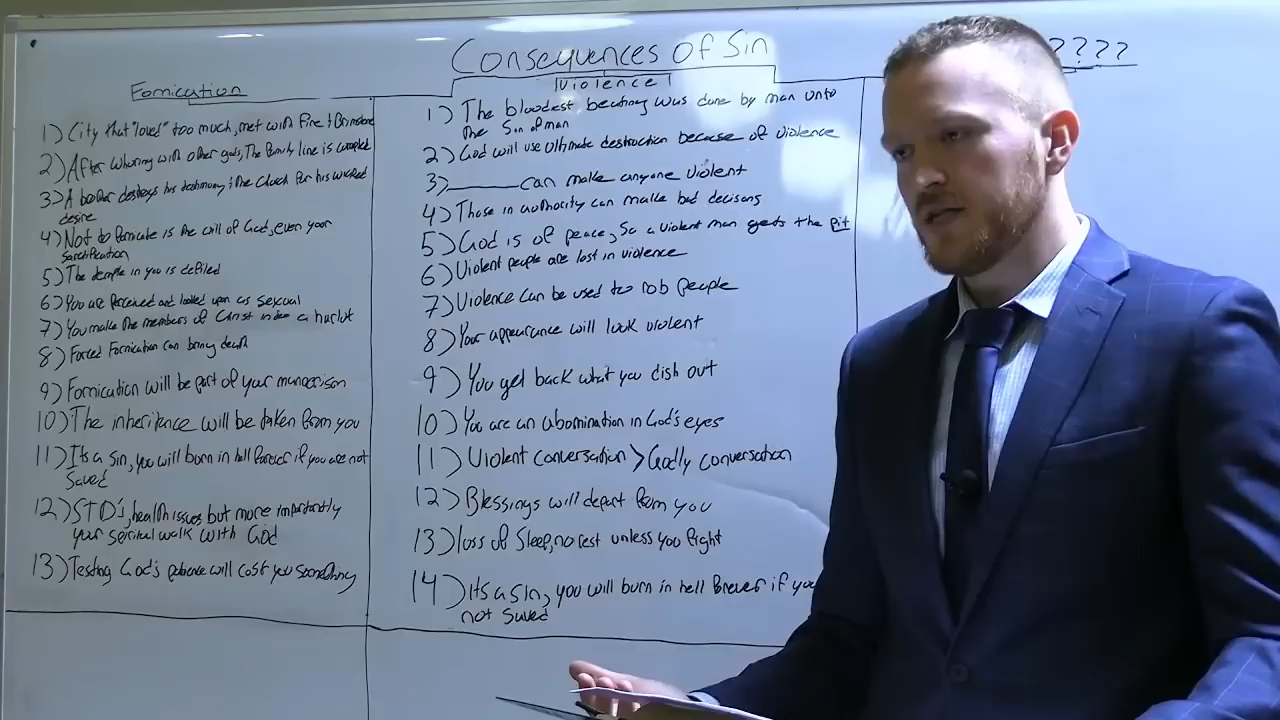 Consequences of Sin
????
Fornication
1) City that "loved" too much, met with Fire & Brimstone
2) After whoring with other gods, The family line is
3) A brother destroys his testimony & the Church for his wicked
desire
4) Not to fornicate is the will of God, even your
Sanctification
5) The temple in you is defiled
6) You are perceived and looked upon as sexual
7) You make the members of Christ into a harlot
8) Forced Fornication can bring death
9) Fornication will be part of your
10) The inheritance will be taken from you
11) Its a sin, you will burn in hell forever if you are not
Saved
12) STD's, health issues but more importantly
your spiritual walk with God
13) Testing God's patience will cost you something
Violence
1) The bloodest beating was done by man unto
the Son of man
2) God will use Ultimate destruction because of violence
3)______ can make anyone violent
4) Those in authority can make bad decisions
5) God is of peace, So a violent man gets the pit
6) Violent people are lost in violence
7) Violence can be used to rob people
8) Your appearance will look violent
9) You get back what you dish out
10) You are an abomination in God's eyes
11) Violent conversation > Godly conversation
12) Blessings will depart from you
13) loss of Sleep, no rest unless you fight
14) Its a sin, you will burn in hell forever if you
not Saved